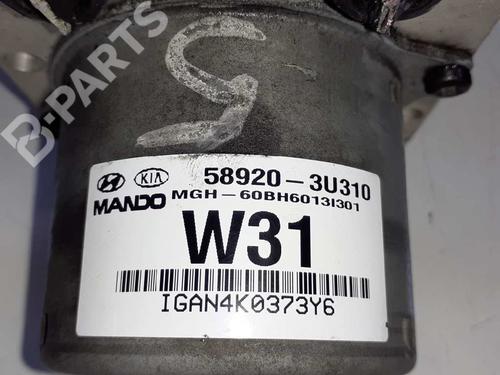 B-PARTS
S
KIA 58920-3U310
MANDO MGH-60BH6013I301
W31
IGAN4K0373Y6